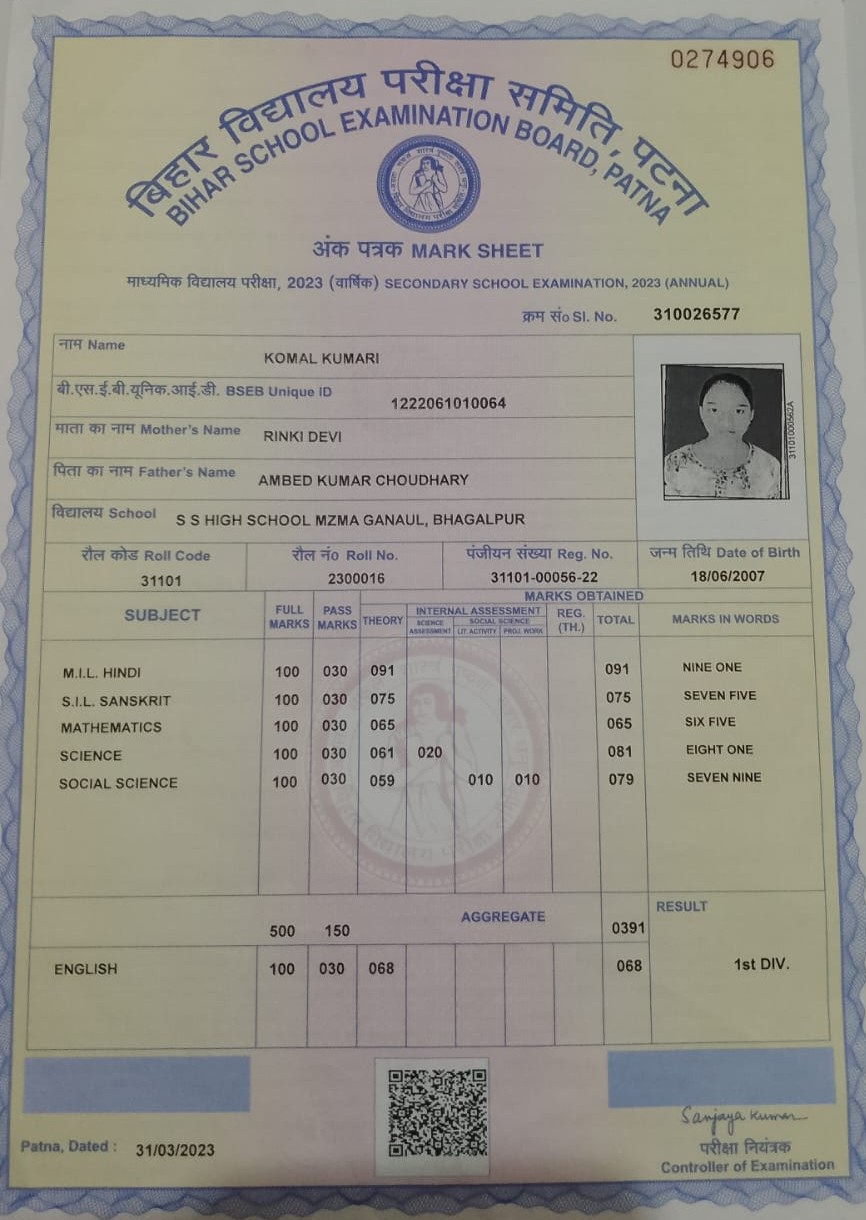 0274906
बिहार विद्यालय परीक्षा समिति, पटना
BIHAR SCHOOL EXAMINATION BOARD, PATNA
अंक पत्रक MARK SHEET
माध्यमिक विद्यालय परीक्षा, 2023 (वार्षिक) SECONDARY SCHOOL EXAMINATION, 2023 (ANNUAL)
क्रम सं० Sl. No. 310026577
नाम Name KOMAL KUMARI
बी.एस.ई.बी.यूनिक.आई.डी. BSEB Unique ID 1222061010064
माता का नाम Mother's Name RINKI DEVI
पिता का नाम Father's Name AMBED KUMAR CHOUDHARY
विद्यालय School S S HIGH SCHOOL MZMA GANAUL, BHAGALPUR
311010000562A
रौल कोड Roll Code रौल नं० Roll No. पंजीयन संख्या Reg. No. जन्म तिथि Date of Birth
31101 2300016 31101-00056-22 18/06/2007
MARKS OBTAINED
SUBJECT FULL MARKS PASS MARKS THEORY INTERNAL ASSESSMENT REG. (TH.) TOTAL MARKS IN WORDS
SCIENCE ASSESSMENT SOCIAL SCIENCE LIT. ACTIVITY PROJ. WORK
M.I.L. HINDI 100 030 091 091 NINE ONE
S.I.L. SANSKRIT 100 030 075 075 SEVEN FIVE
MATHEMATICS 100 030 065 065 SIX FIVE
SCIENCE 100 030 061 020 081 EIGHT ONE
SOCIAL SCIENCE 100 030 059 010 010 079 SEVEN NINE
500 150 AGGREGATE 0391 RESULT
ENGLISH 100 030 068 068 1st DIV.
Sanjaya Kumar
Patna, Dated : 31/03/2023
परीक्षा नियंत्रक
Controller of Examination